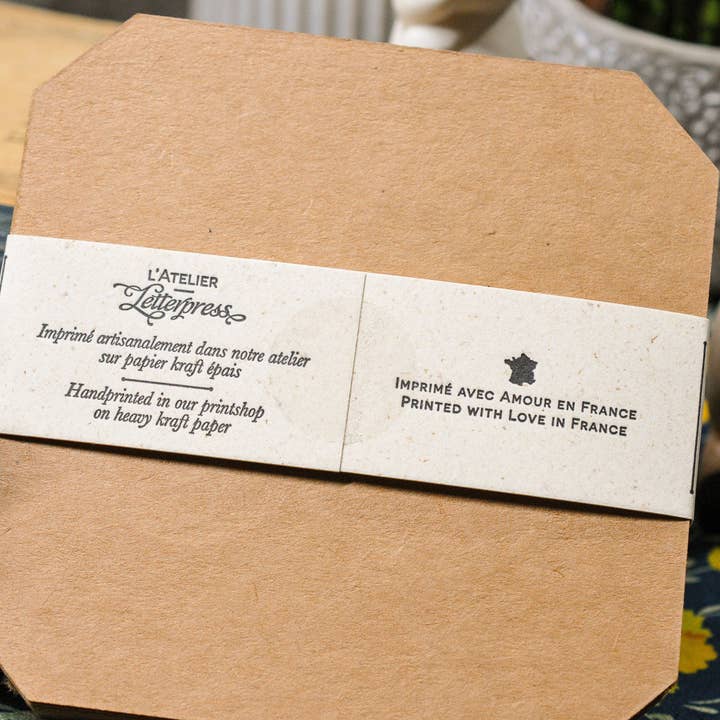 L'ATELIER
Letterpress
Imprimé artisanalement dans notre atelier
sur papier kraft épais
Handprinted in our printshop
on heavy kraft paper
IMPRIMÉ AVEC AMOUR EN FRANCE
PRINTED WITH LOVE IN FRANCE